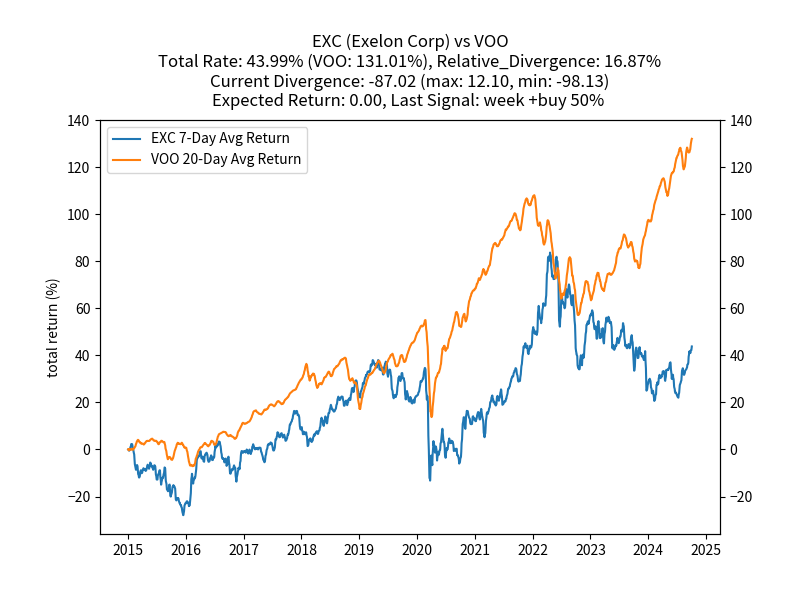 EXC (Exelon Corp) vs VOO
Total Rate: 43.99% (VOO: 131.01%), Relative_Divergence: 16.87%
Current Divergence: -87.02 (max: 12.10, min: -98.13)
Expected Return: 0.00, Last Signal: week +buy 50%
EXC 7-Day Avg Return
VOO 20-Day Avg Return
140 140
120 120
100 100
80 80
60 60
40 40
20 20
0 0
−20 −20
total return (%)
2015 2016 2017 2018 2019 2020 2021 2022 2023 2024 2025